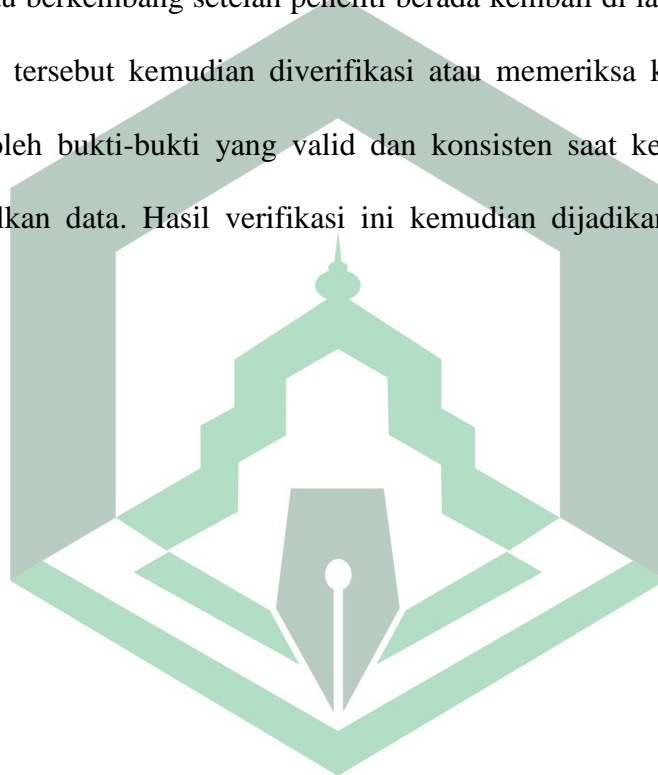 u berkembang setelah peneliti berada kembali di la
tersebut kemudian diverifikasi atau memeriksa k
oleh bukti-bukti yang valid dan konsisten saat ke
lkan data. Hasil verifikasi ini kemudian dijadikan